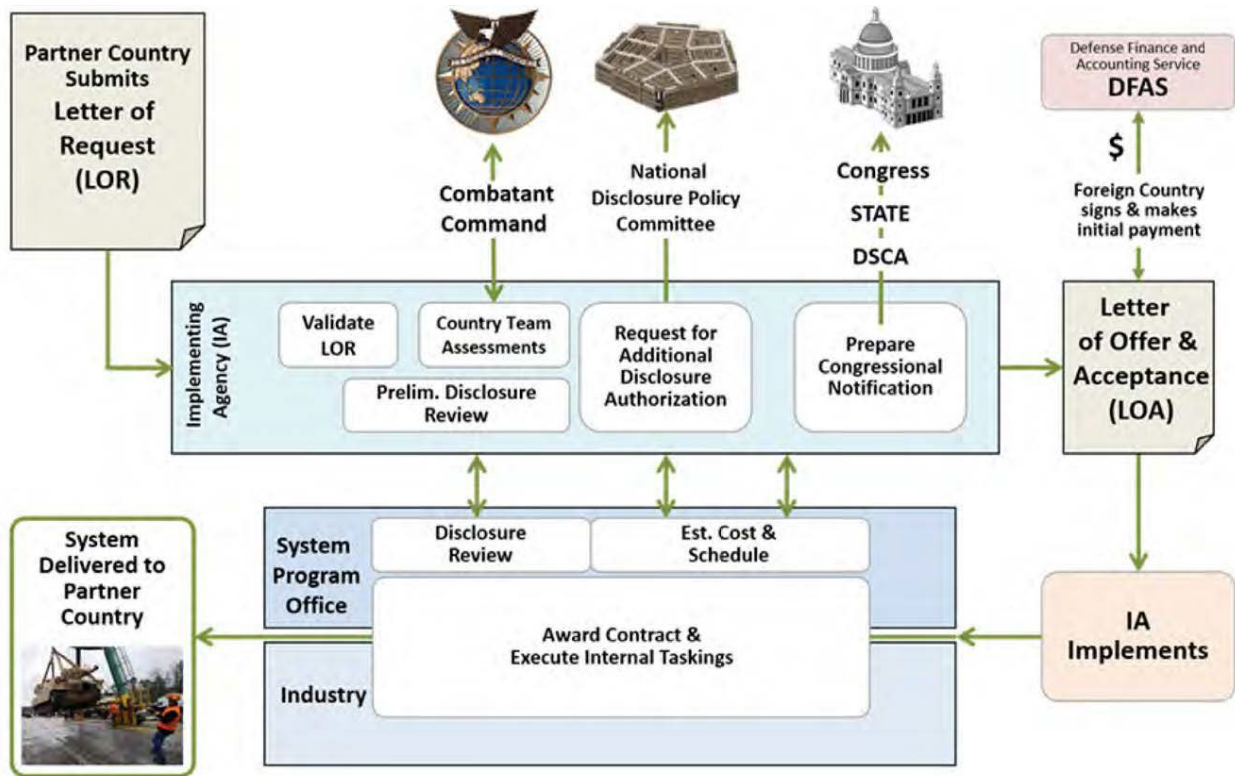 Partner Country
Submits
Letter of
Request
(LOR)
Combatant
Command
National
Disclosure Policy
Committee
Congress
STATE
DSCA
Defense Finance and
Accounting Service
DFAS
$
Foreign Country
signs & makes
initial payment
Implementing
Agency (IA)
Validate
LOR
Country Team
Assessments
Prelim. Disclosure
Review
Request for
Additional
Disclosure
Authorization
Prepare
Congressional
Notification
Letter
of Offer &
Acceptance
(LOA)
System
Delivered to
Partner
Country
System
Program
Office
Disclosure
Review
Est. Cost &
Schedule
Award Contract &
Execute Internal Taskings
Industry
IA
Implements